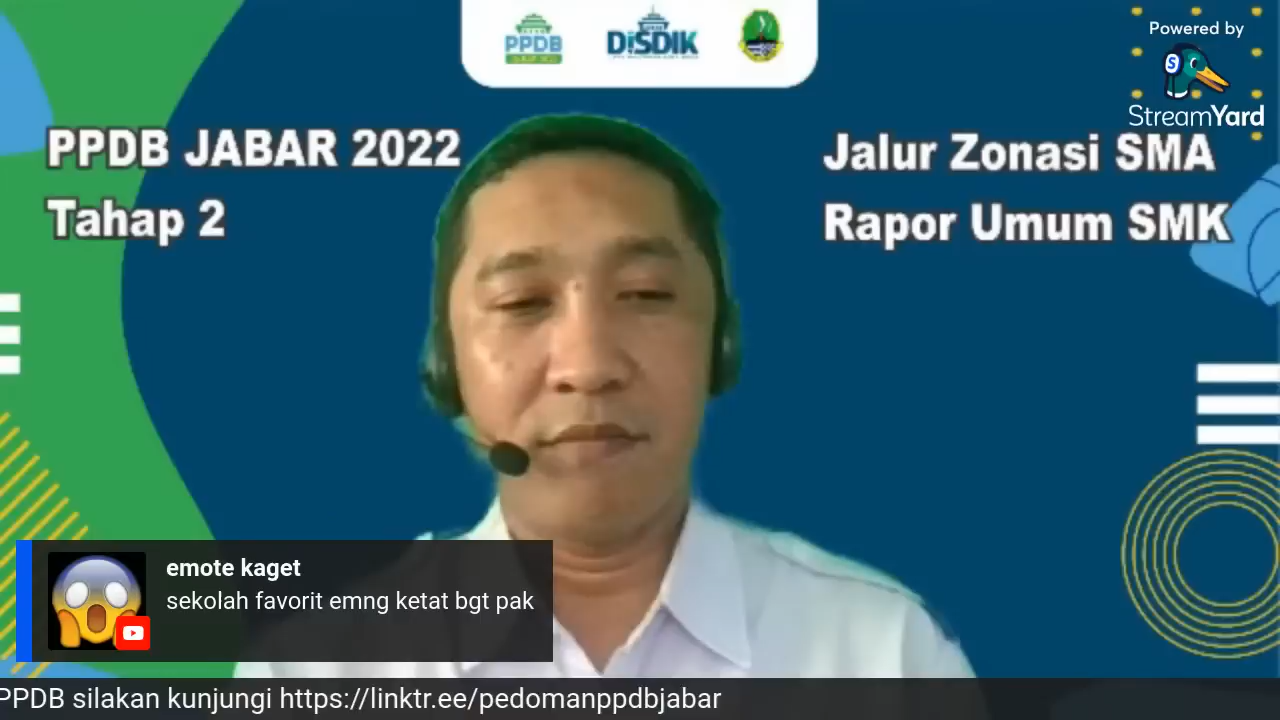 PPDB
DISDIK
Powered by
S
StreamYard
PPDB JABAR 2022
Tahap 2
Jalur Zonasi SMA
Rapor Umum SMK
emote kaget
sekolah favorit emng ketat bgt pak
PPDB silakan kunjungi https://linktr.ee/pedomanppdbjabar